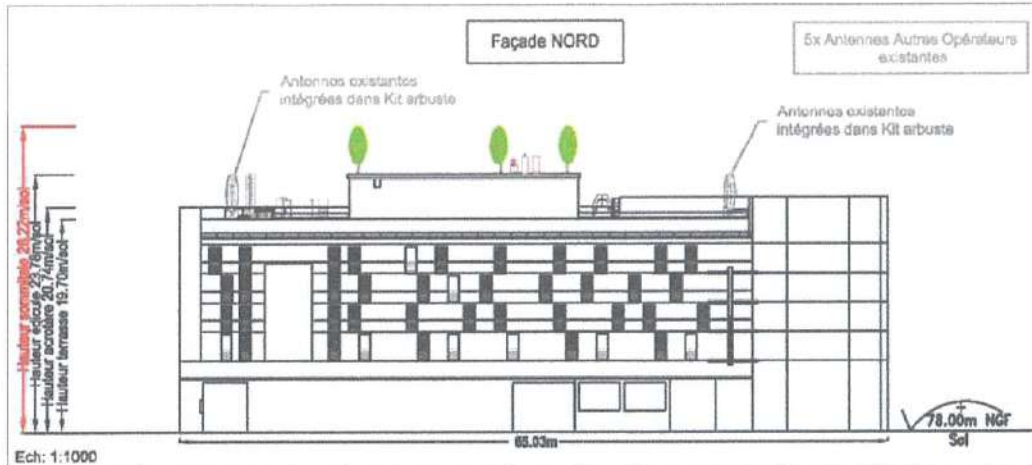 Façade NORD
5x Antennes Autres Opérateurs
existantes
Antennes existantes
intégrées dans Kit arbuste
Antennes existantes
intégrées dans Kit arbuste
Hauteur sommitale 26,22m/sol
Hauteur édicule 23.78m/sol
Hauteur acrotère 20.74m/sol
Hauteur terrasse 19.70m/sol
78.00m NGF
Sol
65.03m
Ech: 1:1000